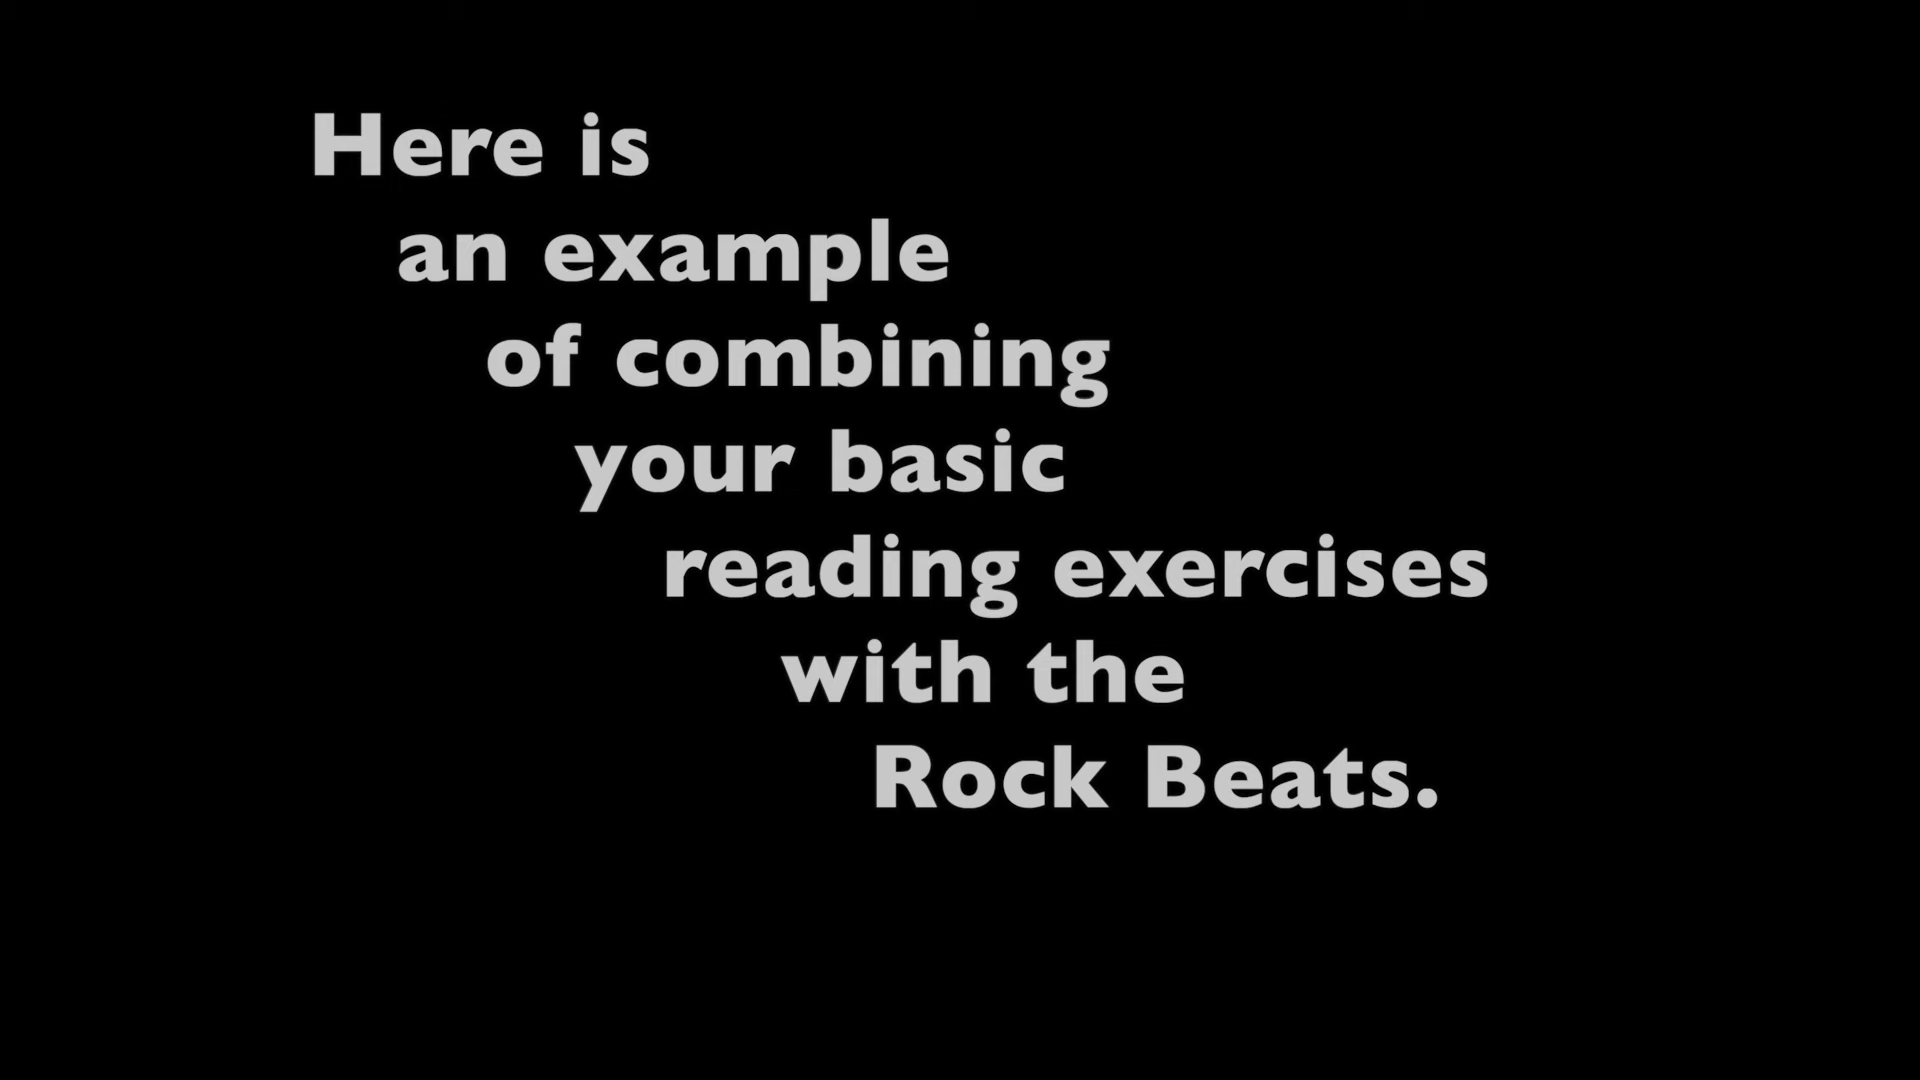 Here is
an example
of combining
your basic
reading exercises
with the
Rock Beats.